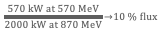 570 kW at 570 MeV
2000 kW at 870 MeV →10 % flux